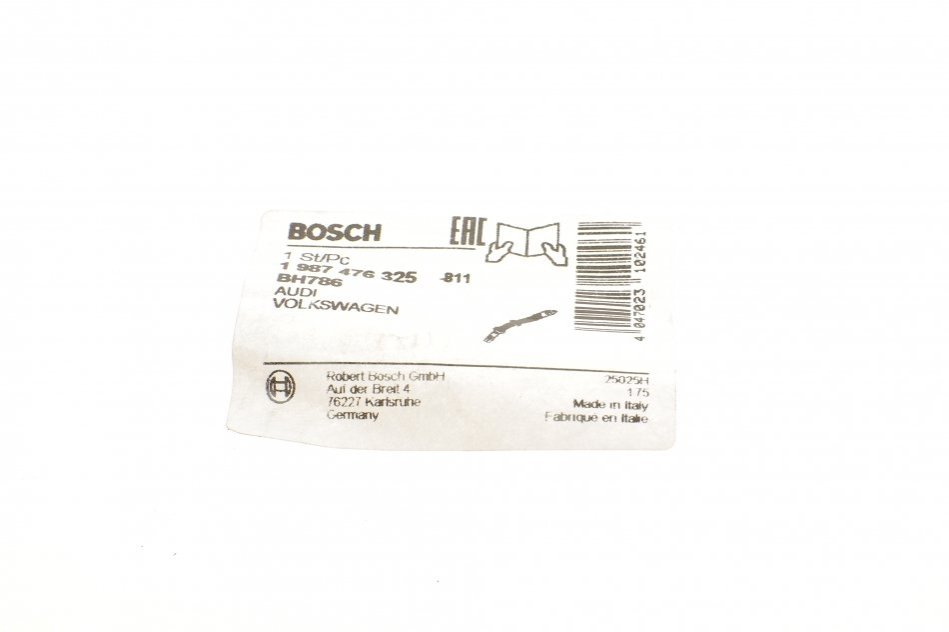 BOSCH
EAC
1 St/Pc
1 987 476 325 -811
BH786
AUDI
VOLKSWAGEN
4 047023 102461
Robert Bosch GmbH
Auf der Breit 4
76227 Karlsruhe
Germany
25025H
175
Made in Italy
Fabriqué en Italie